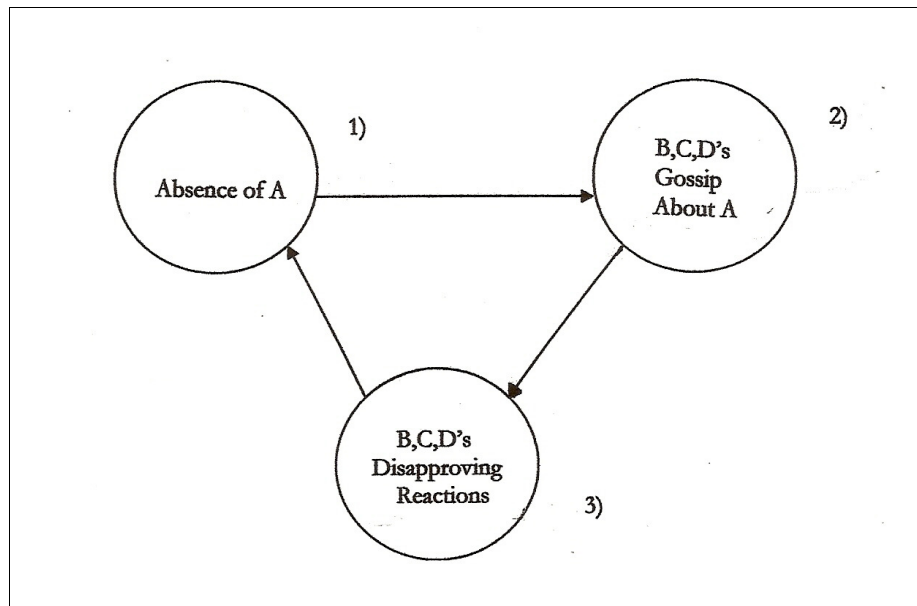 1)
Absence of A
2)
B,C,D's
Gossip
About A
B,C,D's
Disapproving
Reactions
3)